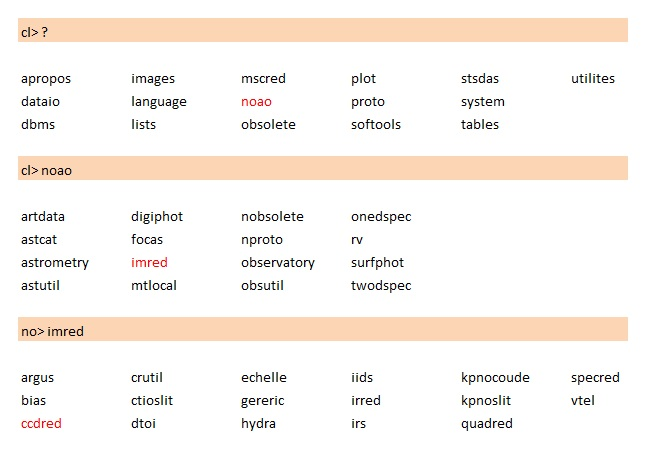 cl> ?
apropos images mscred plot stsdas utilites
dataio language noao proto system
dbms lists obsolete softools tables
cl> noao
artdata digiphot nobsolete onedspec
astcat focas nproto rv
astrometry imred observatory surfphot
astutil mtlocal obsutil twodspec
no> imred
argus crutil echelle iids kpnocoude specred
bias ctioslit gereric irred kpnoslit vtel
ccdred dtoi hydra irs quadred